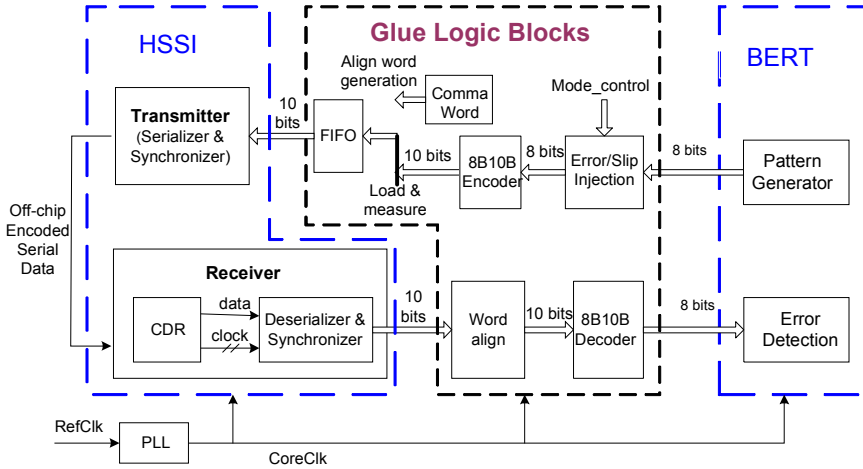 HSSI
Glue Logic Blocks
BERT
Align word
generation
Comma
Word
Mode_control
Transmitter
(Serializer &
Synchronizer)
10
bits
FIFO
10 bits
8B10B
Encoder
8 bits
Error/Slip
Injection
8 bits
Pattern
Generator
Load &
measure
Off-chip
Encoded
Serial
Data
Receiver
CDR
data
clock
Deserializer &
Synchronizer
10
bits
Word
align
10 bits
8B10B
Decoder
8 bits
Error
Detection
RefClk
PLL
CoreClk